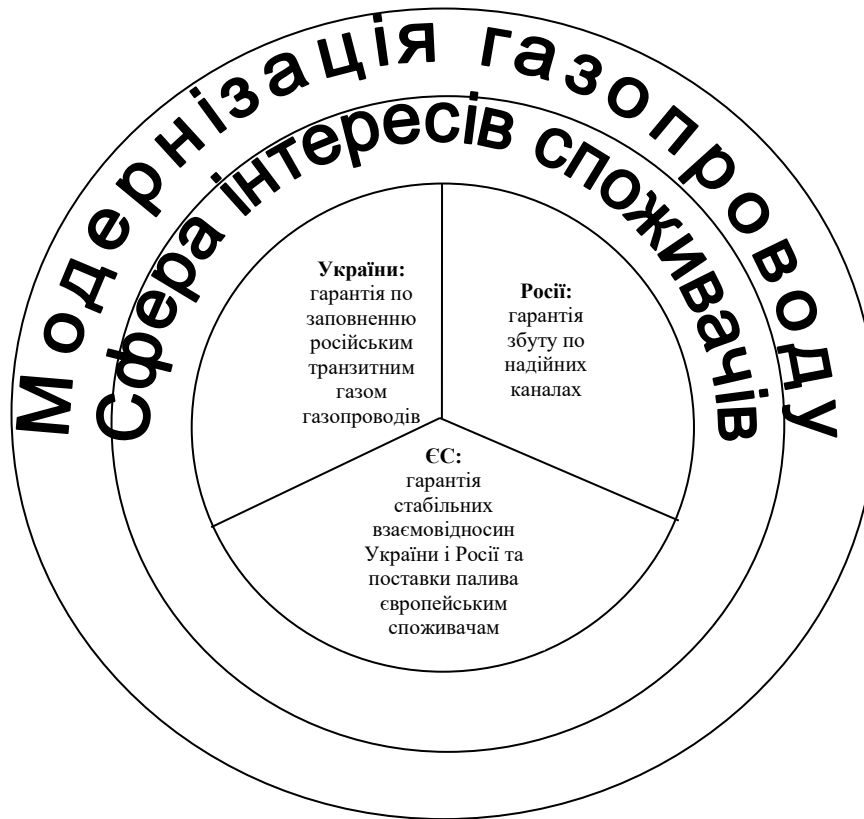 Модернізація газопроводу
Сфера інтересів споживачів
України:
гарантія по
заповненню
російським
транзитним
газом
газопроводів
Росії:
гарантія
збуту по
надійних
каналах
ЄС:
гарантія
стабільних
взаємовідносин
України і Росії та
поставки палива
європейським
споживачам